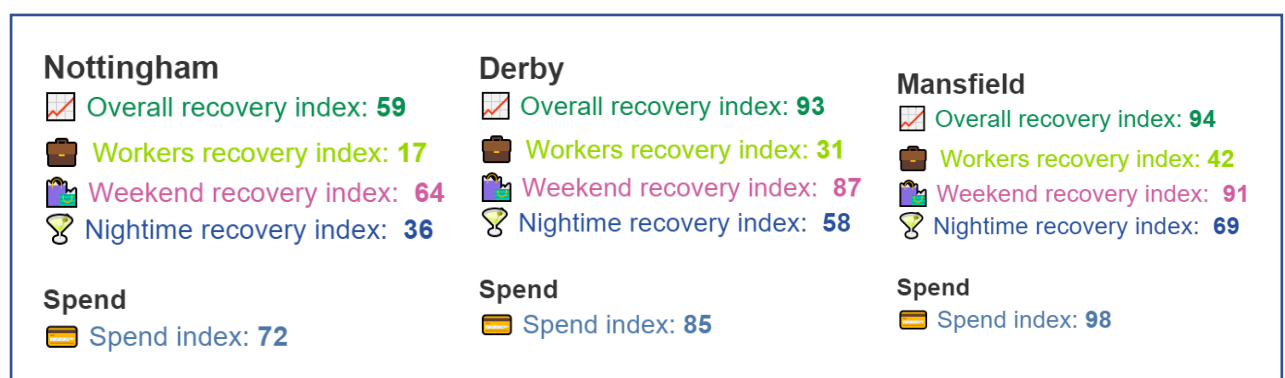 Nottingham
Overall recovery index: 59
Workers recovery index: 17
Weekend recovery index: 64
Nightime recovery index: 36
Spend
Spend index: 72
Derby
Overall recovery index: 93
Workers recovery index: 31
Weekend recovery index: 87
Nightime recovery index: 58
Spend
Spend index: 85
Mansfield
Overall recovery index: 94
Workers recovery index: 42
Weekend recovery index: 91
Nightime recovery index: 69
Spend
Spend index: 98